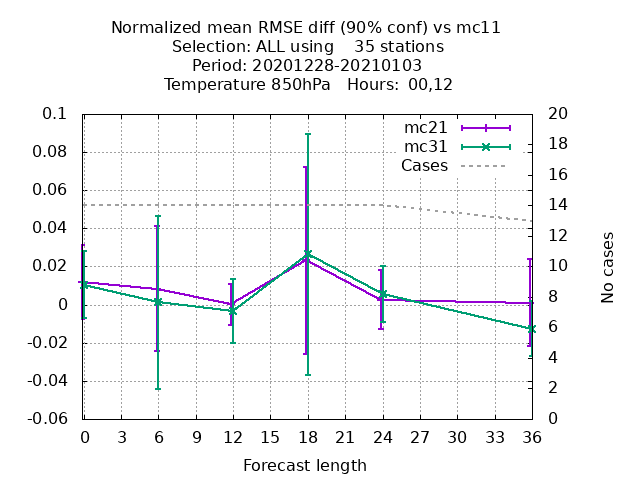 Normalized mean RMSE diff (90% conf) vs mc11
Selection: ALL using    35 stations
Period: 20201228-20210103
Temperature 850hPa   Hours: 00,12
0.1
0.08
0.06
0.04
0.02
0
-0.02
-0.04
-0.06
mc21
mc31
Cases
20
18
16
14
12
10
8
6
4
2
0
No cases
0 3 6 9 12 15 18 21 24 27 30 33 36
Forecast length